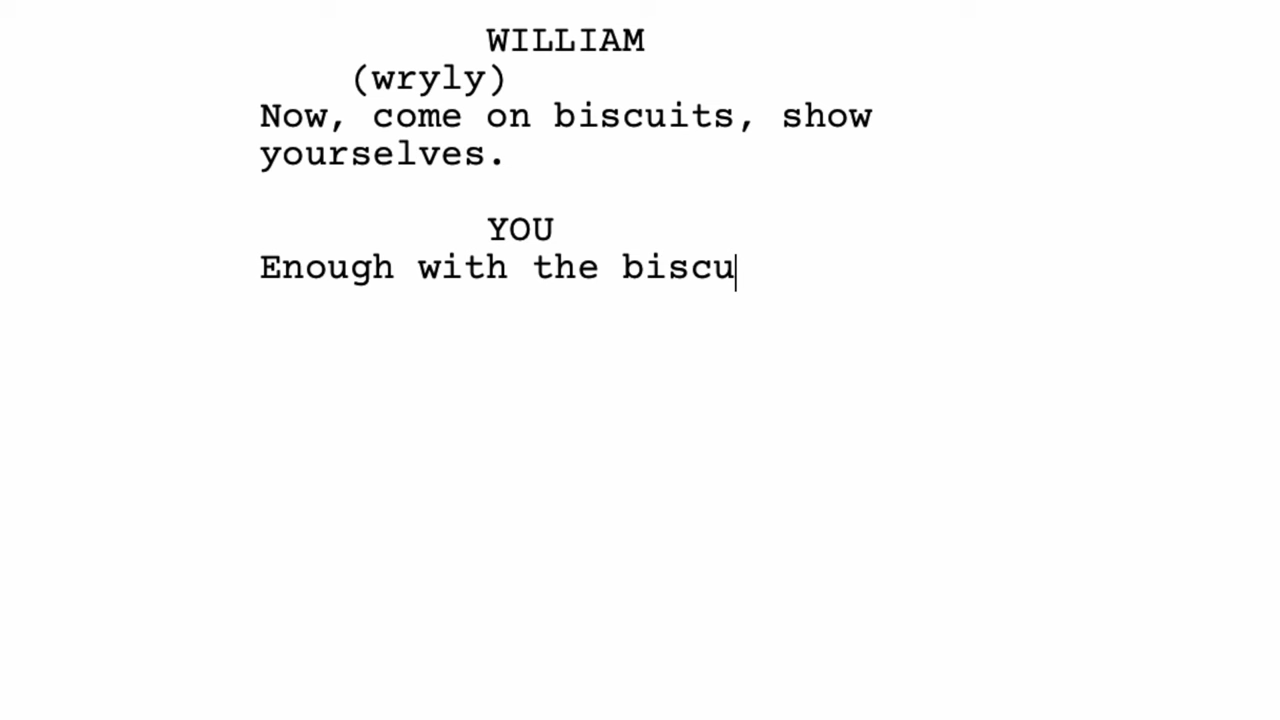 WILLIAM
(wryly)
Now, come on biscuits, show
yourselves.
YOU
Enough with the biscu